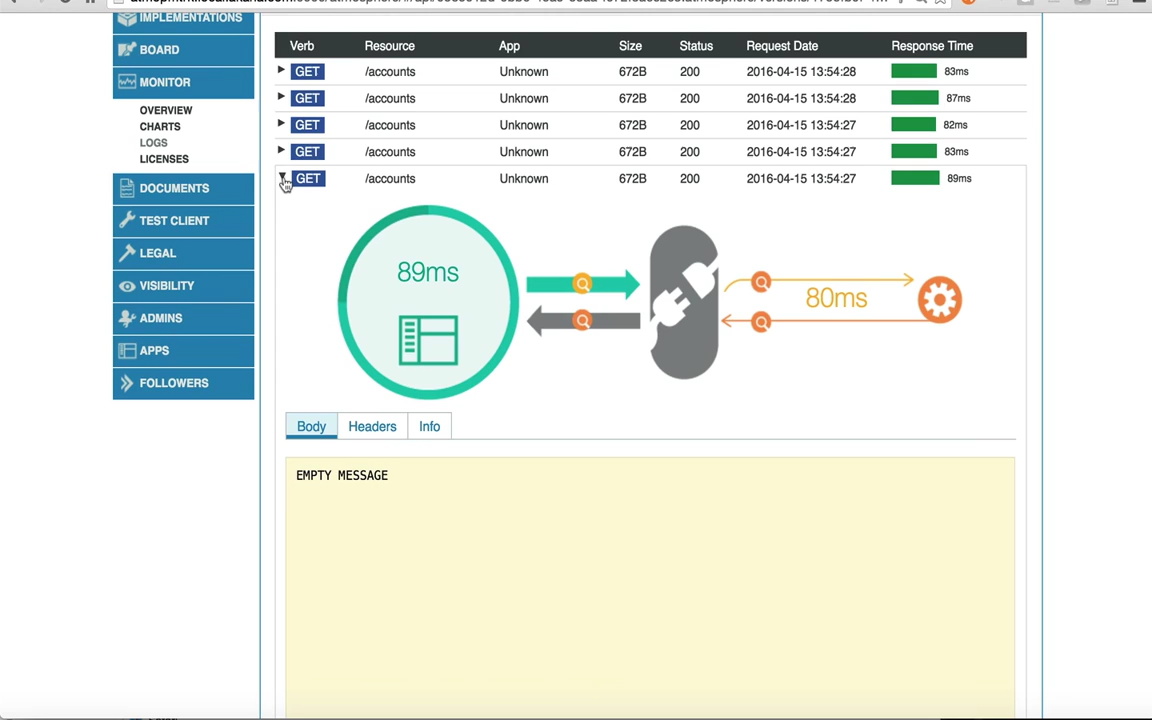 IMPLEMENTATIONS
BOARD
MONITOR
OVERVIEW
CHARTS
LOGS
LICENSES
DOCUMENTS
TEST CLIENT
LEGAL
VISIBILITY
ADMINS
APPS
FOLLOWERS
Verb Resource App Size Status Request Date Response Time
GET /accounts Unknown 672B 200 2016-04-15 13:54:28 83ms
GET /accounts Unknown 672B 200 2016-04-15 13:54:28 87ms
GET /accounts Unknown 672B 200 2016-04-15 13:54:27 82ms
GET /accounts Unknown 672B 200 2016-04-15 13:54:27 83ms
GET /accounts Unknown 672B 200 2016-04-15 13:54:27 89ms
89ms
80ms
Body Headers Info
EMPTY MESSAGE